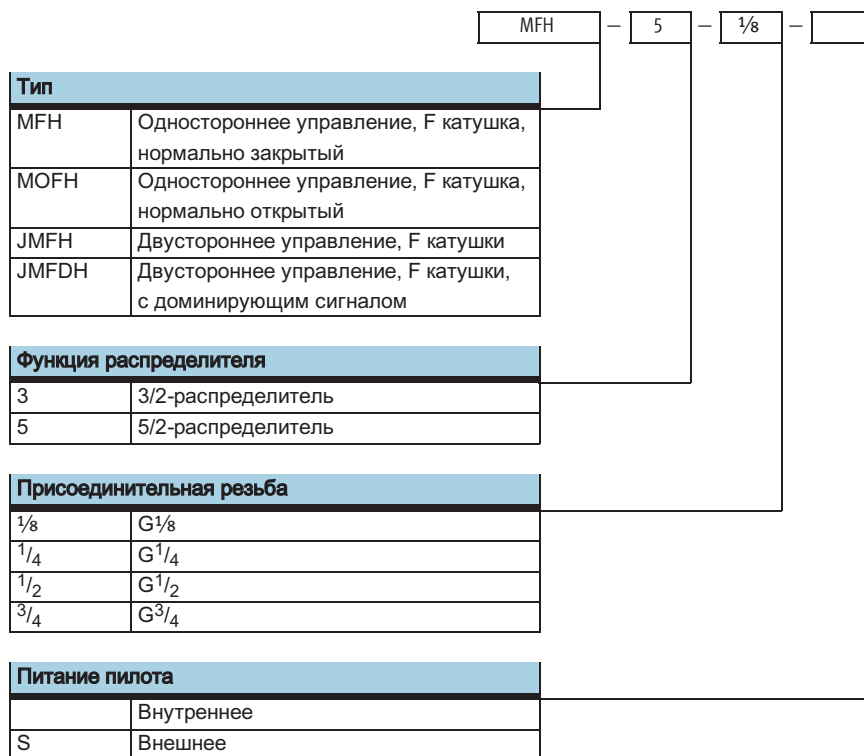 MFH – 5 – ⅛ –
Тип
MFH Одностороннее управление, F катушка,
нормально закрытый
MOFH Одностороннее управление, F катушка,
нормально открытый
JMFH Двустороннее управление, F катушки
JMFDH Двустороннее управление, F катушки,
с доминирующим сигналом
Функция распределителя
3 3/2-распределитель
5 5/2-распределитель
Присоединительная резьба
⅛ G⅛
1/4 G1/4
1/2 G1/2
3/4 G3/4
Питание пилота
Внутреннее
S Внешнее